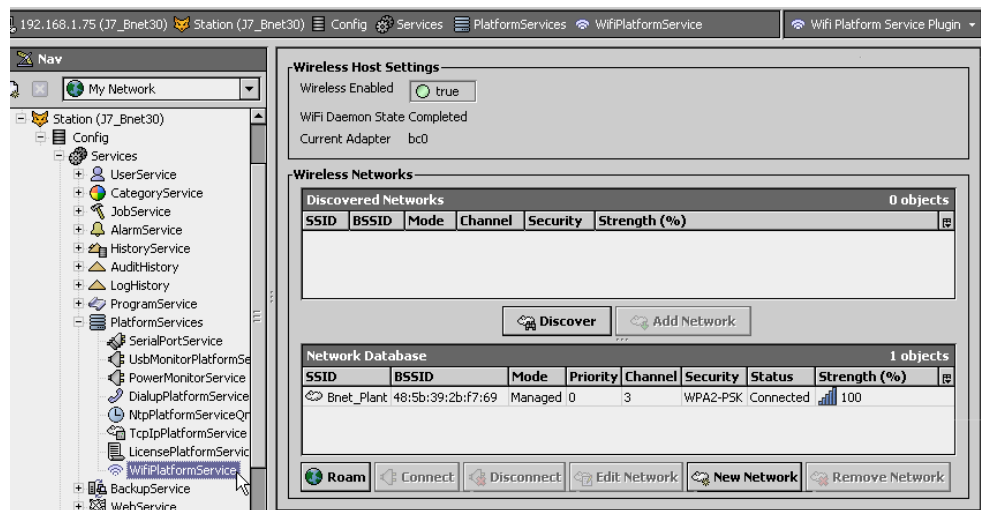 192.168.1.75 (J7_Bnet30) Station (J7_Bnet30) Config Services PlatformServices WifiPlatformService Wifi Platform Service Plugin
Nav
My Network
Station (J7_Bnet30)
Config
Services
UserService
CategoryService
JobService
AlarmService
HistoryService
AuditHistory
LogHistory
ProgramService
PlatformServices
SerialPortService
UsbMonitorPlatformSe
PowerMonitorService
DialupPlatformService
NtpPlatformServiceQn
TcpIpPlatformService
LicensePlatformServic
WifiPlatformService
BackupService
WebService
Wireless Host Settings
Wireless Enabled true
WiFi Daemon State Completed
Current Adapter bc0
Wireless Networks
Discovered Networks 0 objects
SSID BSSID Mode Channel Security Strength (%)
Discover Add Network
Network Database 1 objects
SSID BSSID Mode Priority Channel Security Status Strength (%)
Bnet_Plant 48:5b:39:2b:f7:69 Managed 0 3 WPA2-PSK Connected 100
Roam Connect Disconnect Edit Network New Network Remove Network